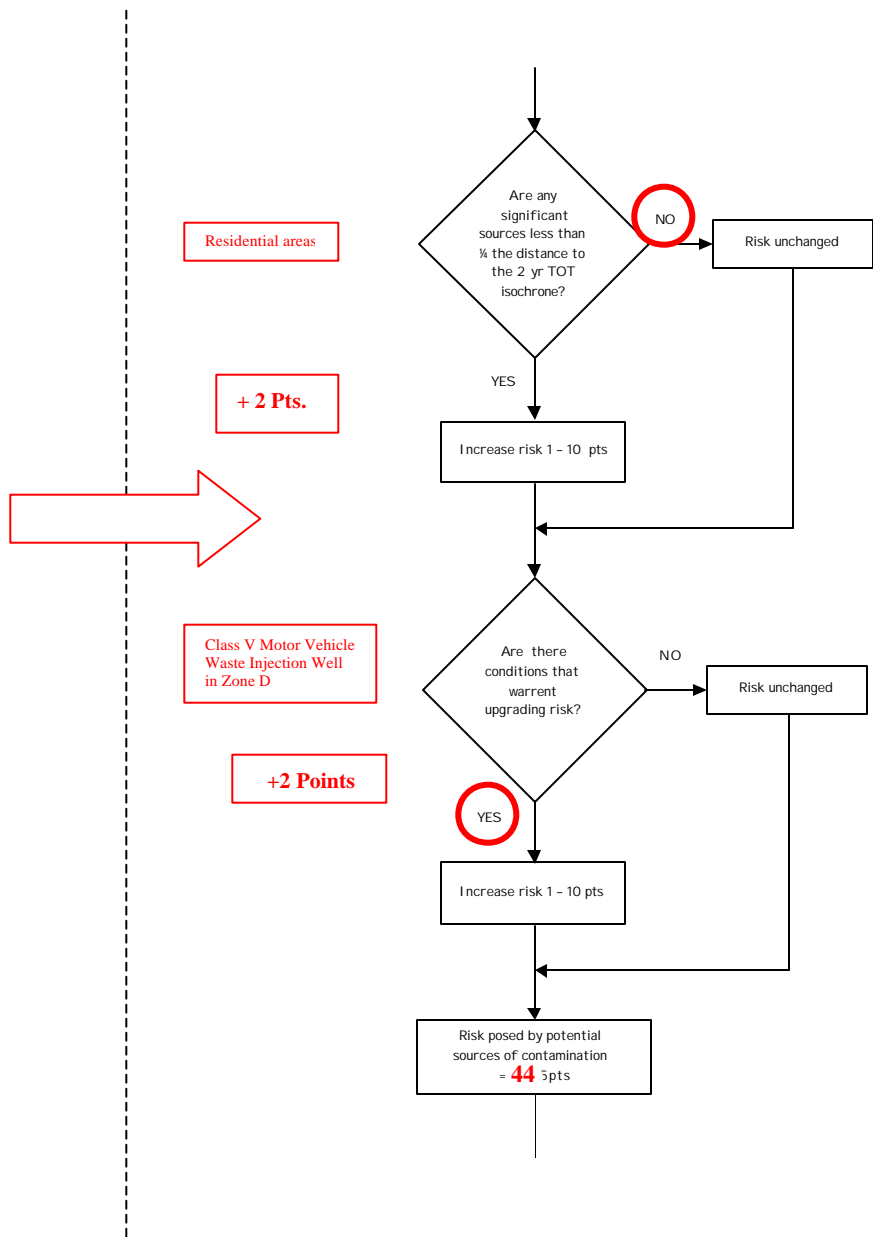 Are any
significant
sources less than
¼ the distance to
the 2 yr TOT
isochrone?
NO
Risk unchanged
Residential areas
YES
+ 2 Pts.
Increase risk 1 – 10 pts
Class V Motor Vehicle
Waste Injection Well
in Zone D
Are there
conditions that
warrent
upgrading risk?
NO
Risk unchanged
+2 Points
YES
Increase risk 1 – 10 pts
Risk posed by potential
sources of contamination
= 44 pts